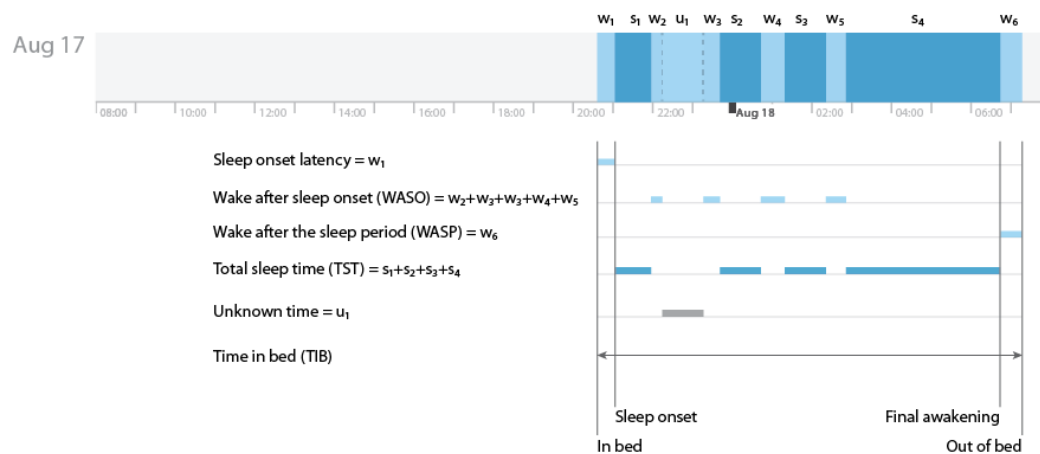 w₁ s₁ w₂ u₁ w₃ s₂ w₄ s₃ w₅ s₄ w₆
Aug 17
08:00 10:00 12:00 14:00 16:00 18:00 20:00 22:00 Aug 18 02:00 04:00 06:00
Sleep onset latency = w₁
Wake after sleep onset (WASO) = w₂+w₃+w₃+w₄+w₅
Wake after the sleep period (WASP) = w₆
Total sleep time (TST) = s₁+s₂+s₃+s₄
Unknown time = u₁
Time in bed (TIB)
Sleep onset Final awakening
In bed Out of bed